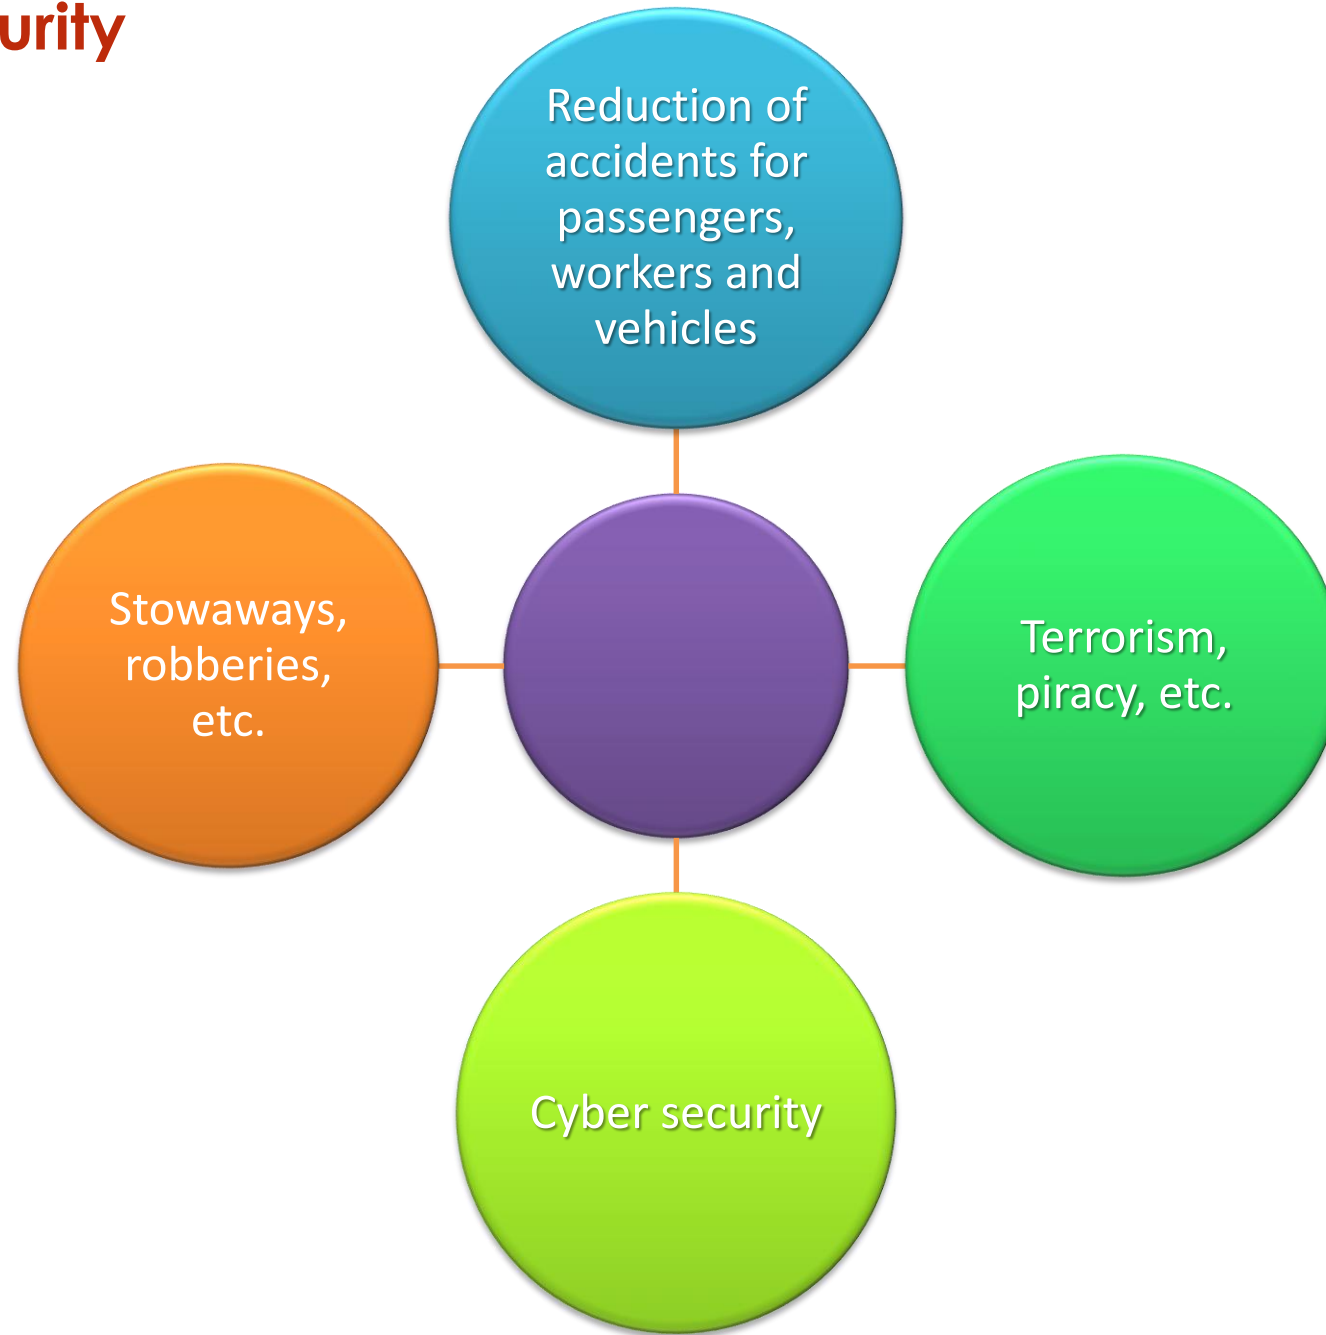 urity
Reduction of
accidents for
passengers,
workers and
vehicles
Stowaways,
robberies,
etc.
Terrorism,
piracy, etc.
Cyber security